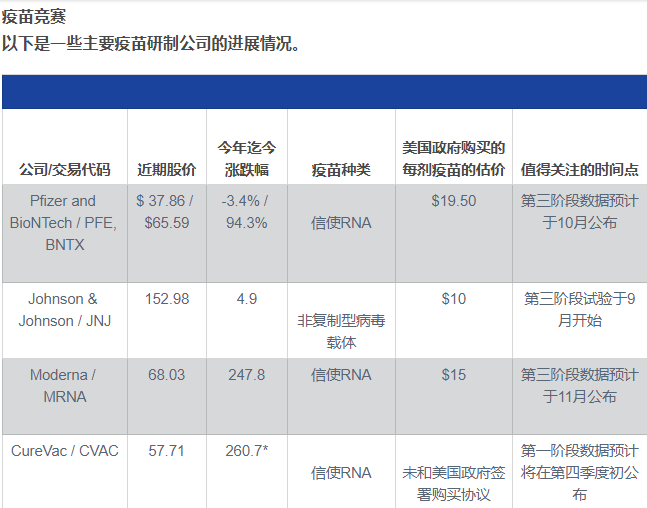 疫苗竞赛
以下是一些主要疫苗研制公司的进展情况。
公司/交易代码 近期股价 今年迄今涨跌幅 疫苗种类 美国政府购买的每剂疫苗的估价 值得关注的时间点
Pfizer and BioNTech / PFE, BNTX $ 37.86 / $65.59 -3.4% / 94.3% 信使RNA $19.50 第三阶段数据预计于10月公布
Johnson & Johnson / JNJ 152.98 4.9 非复制型病毒载体 $10 第三阶段试验于9月开始
Moderna / MRNA 68.03 247.8 信使RNA $15 第三阶段数据预计于11月公布
CureVac / CVAC 57.71 260.7* 信使RNA 未和美国政府签署购买协议 第一阶段数据预计将在第四季度初公布